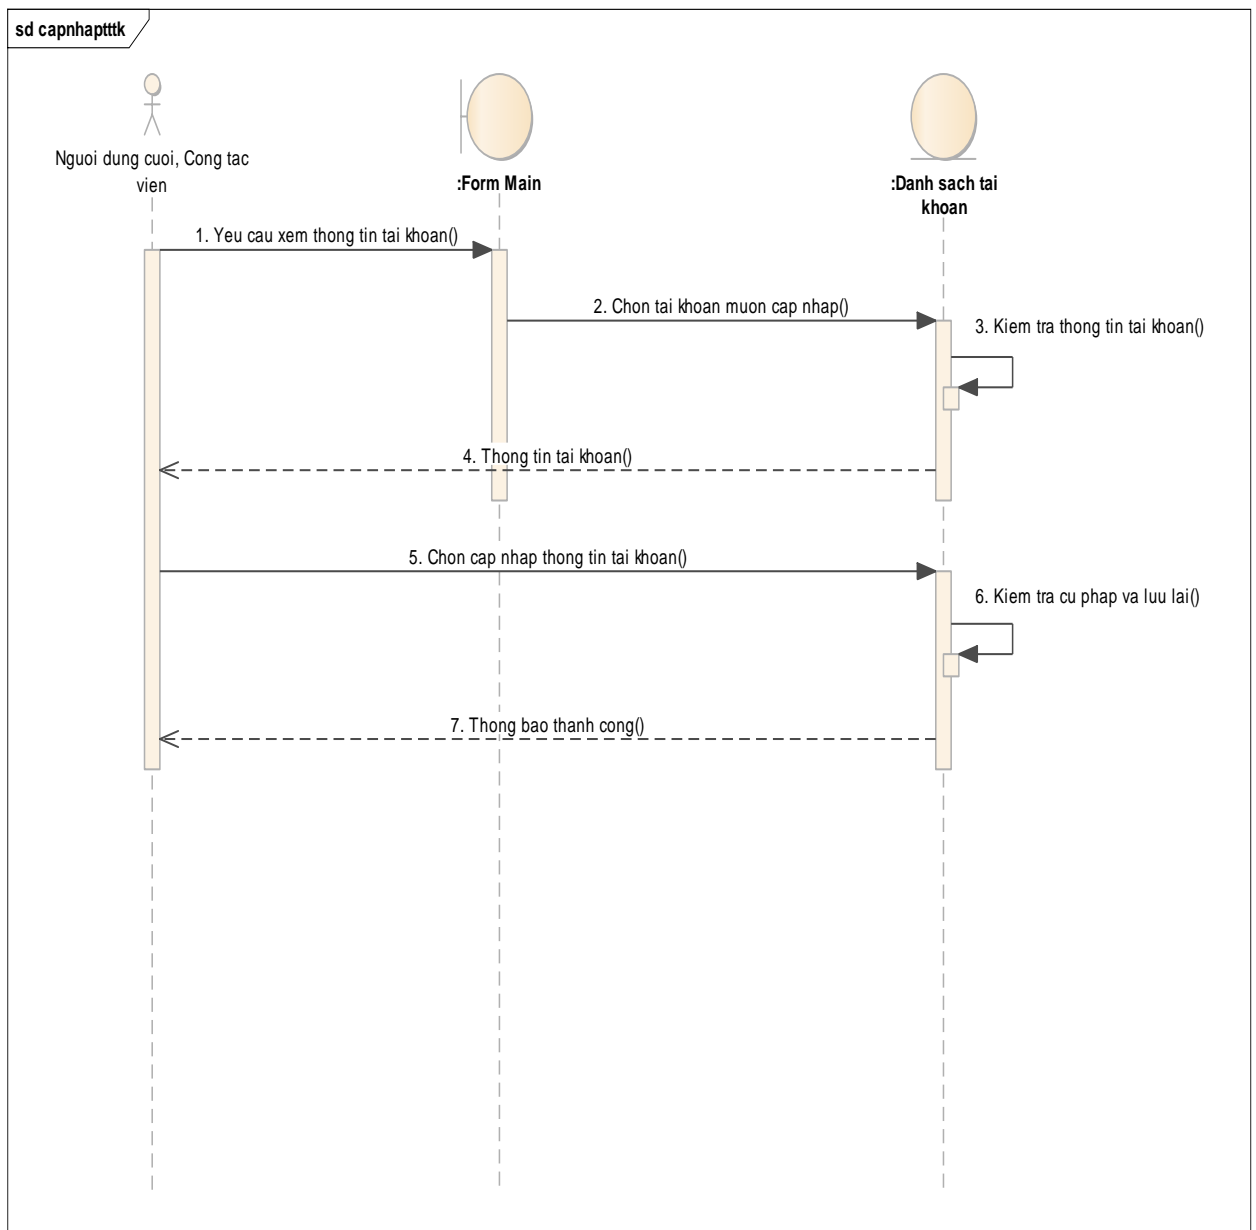 sd capnhaptttk
Nguoi dung cuoi, Cong tac
vien
:Form Main
:Danh sach tai
khoan
1. Yeu cau xem thong tin tai khoan()
2. Chon tai khoan muon cap nhap()
3. Kiem tra thong tin tai khoan()
4. Thong tin tai khoan()
5. Chon cap nhap thong tin tai khoan()
6. Kiem tra cu phap va luu lai()
7. Thong bao thanh cong()